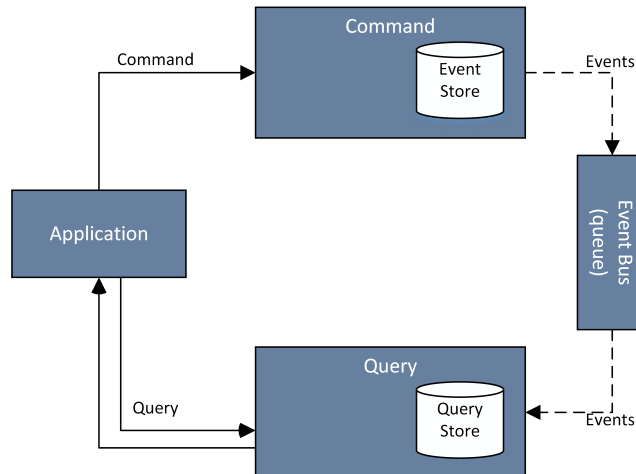 Command
Command
Event
Store
Events
Application
Event Bus
(queue)
Query
Query
Query
Store
Events